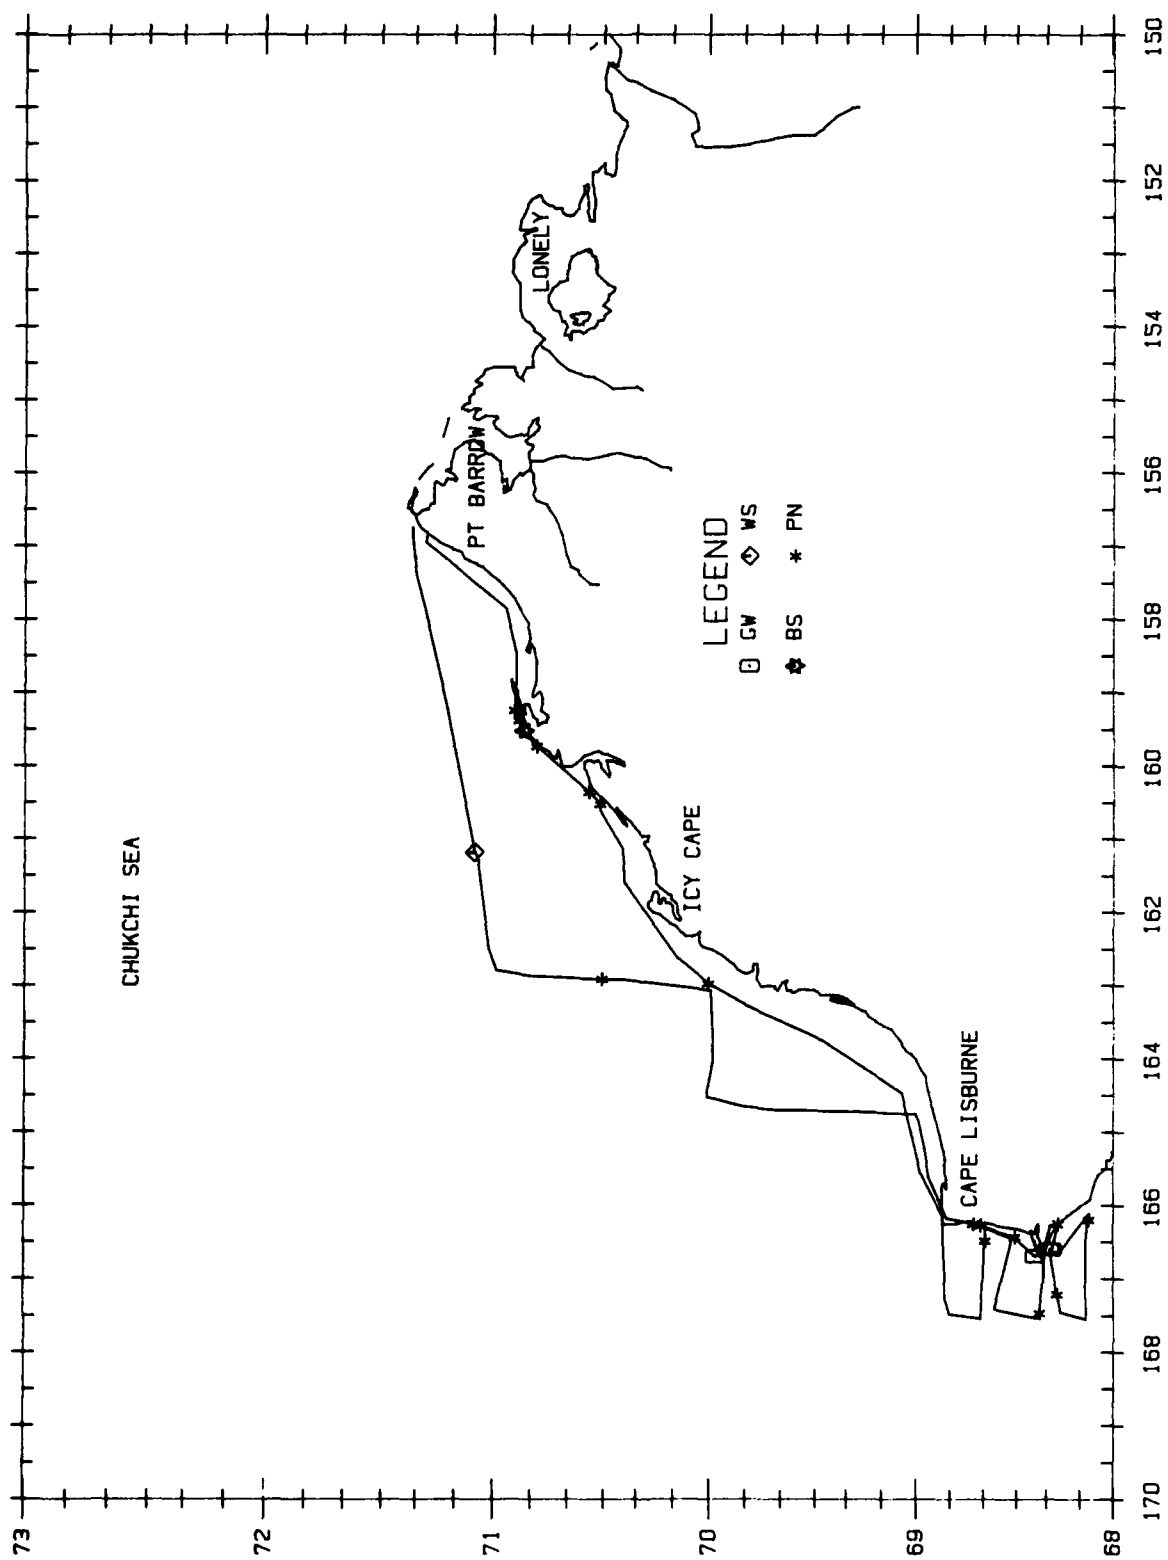 73
72
71
70
69
68
170
168
166
164
162
160
158
156
154
152
150
CHUKCHI SEA
LONELY
PT BARROW
ICY CAPE
CAPE LISBURNE
LEGEND
GW WS
BS PN